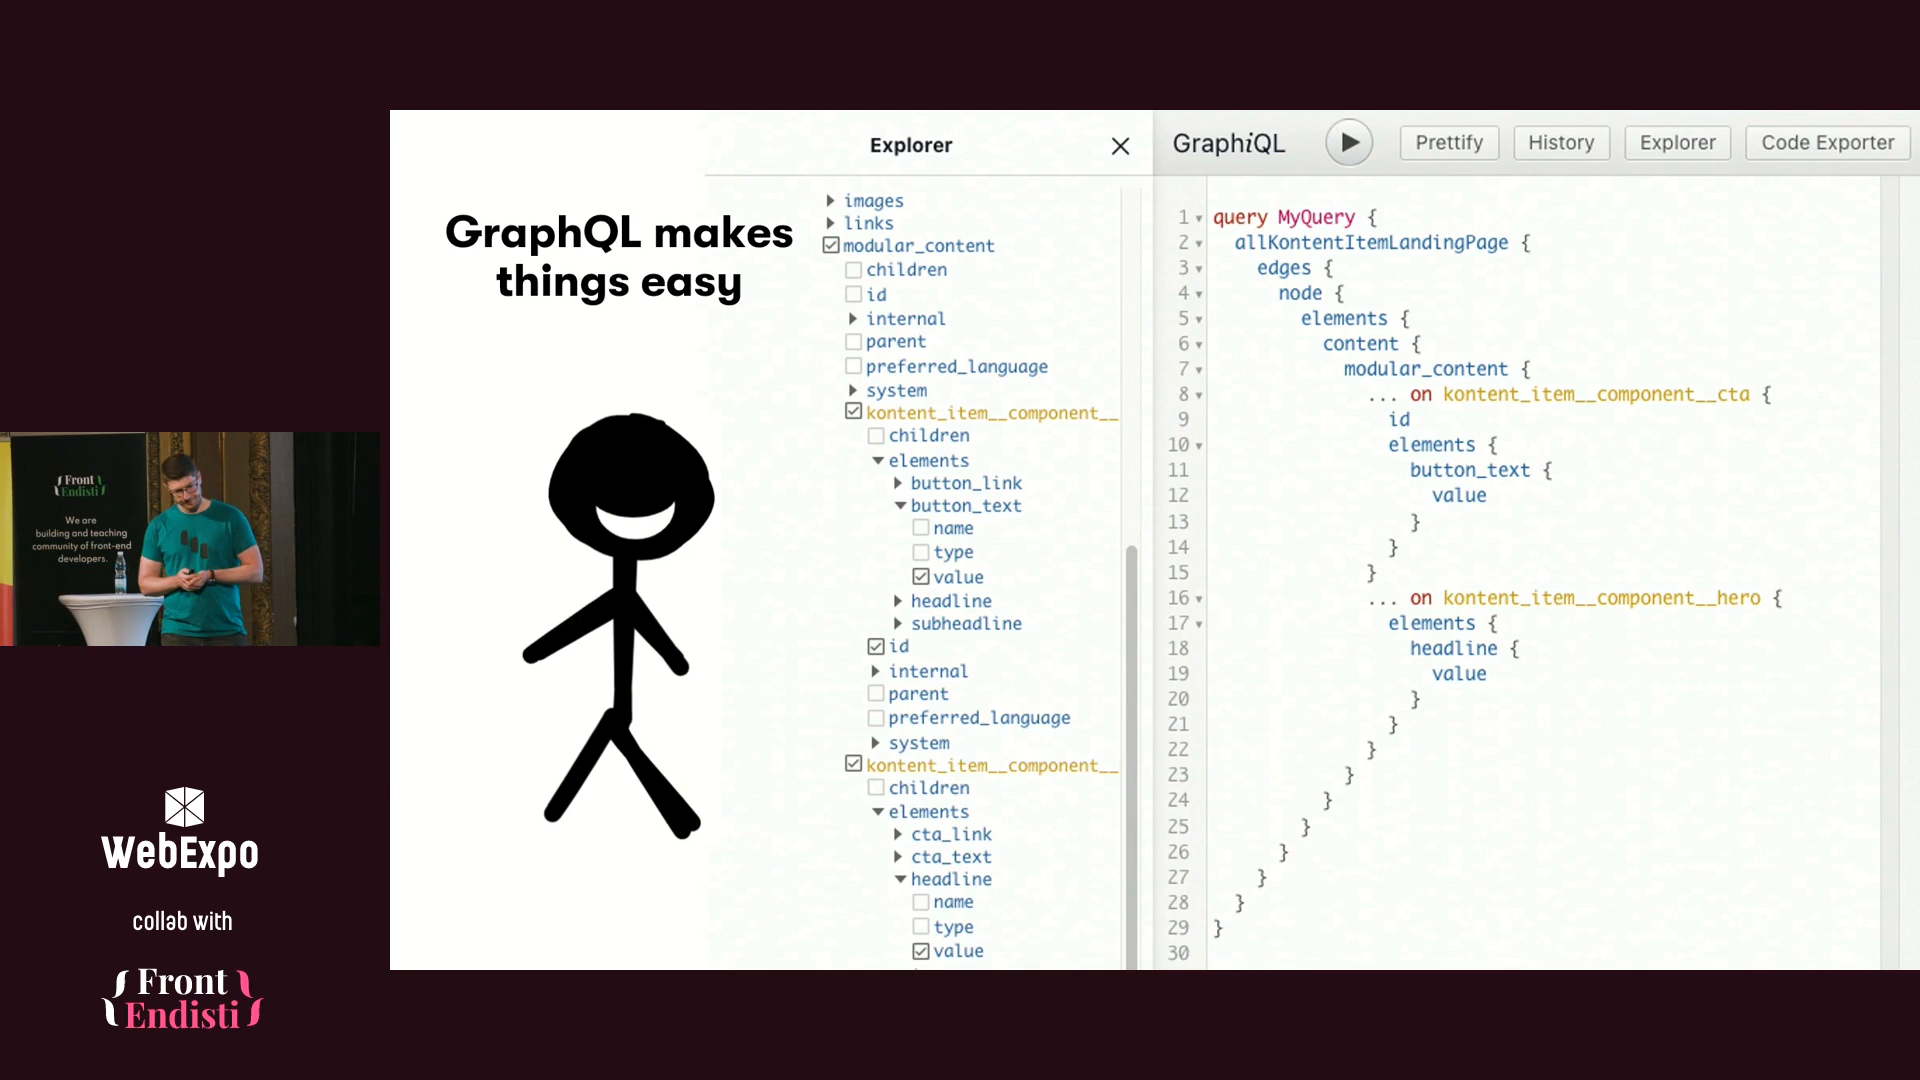 GraphQL makes
things easy
Explorer
images
links
modular_content
children
id
internal
parent
preferred_language
system
kontent_item__component__
children
elements
button_link
button_text
name
type
value
headline
subheadline
id
internal
parent
preferred_language
system
kontent_item__component__
children
elements
cta_link
cta_text
headline
name
type
value
GraphiQL
Prettify
History
Explorer
Code Exporter
1 query MyQuery {
2 allKontentItemLandingPage {
3 edges {
4 node {
5 elements {
6 content {
7 modular_content {
8 ... on kontent_item__component__cta {
9 id
10 elements {
11 button_text {
12 value
13 }
14 }
15 }
16 ... on kontent_item__component__hero {
17 elements {
18 headline {
19 value
20 }
21 }
22 }
23 }
24 }
25 }
26 }
27 }
28 }
29 }
30
{Front
Endisti}
We are
building and teaching
community of front-end
developers.
WebExpo
collab with
{Front
Endisti}